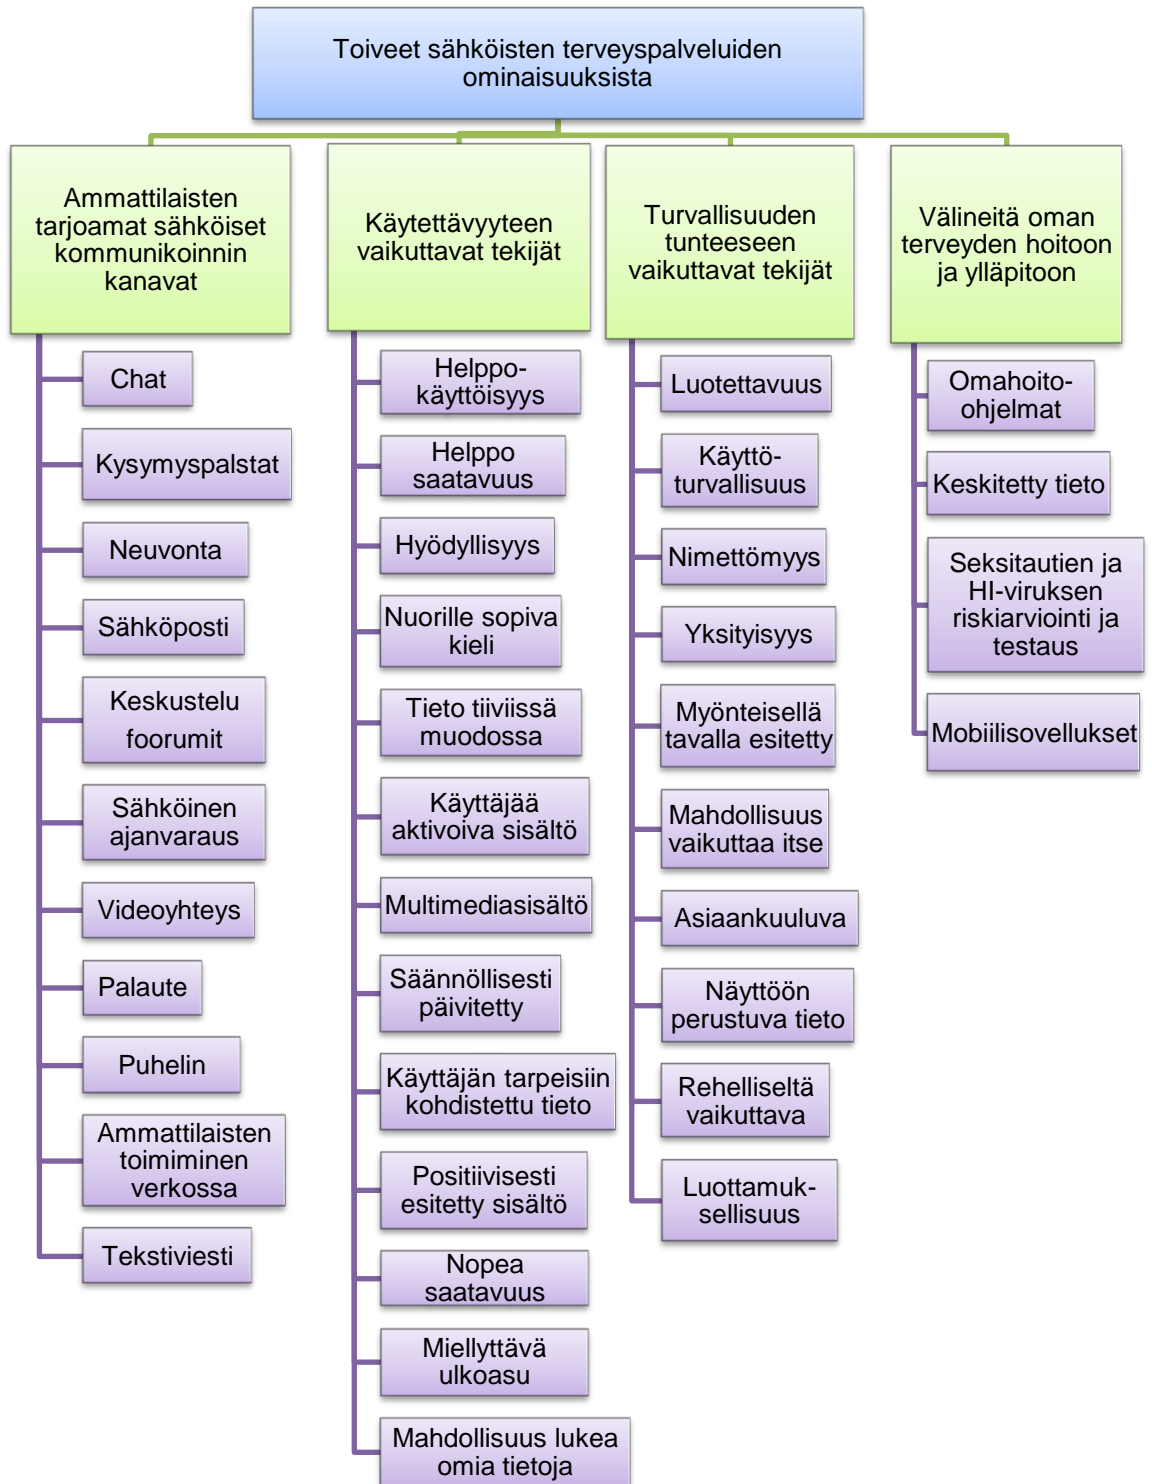 Toiveet sähköisten terveyspalveluiden
ominaisuuksista
Ammattilaisten
tarjoamat sähköiset
kommunikoinnin
kanavat
Chat
Kysymyspalstat
Neuvonta
Sähköposti
Keskustelu
foorumit
Sähköinen
ajanvaraus
Videoyhteys
Palaute
Puhelin
Ammattilaisten
toimiminen
verkossa
Tekstiviesti
Käytettävyyteen
vaikuttavat tekijät
Helppo-
käyttöisyys
Helppo
saatavuus
Hyödyllisyys
Nuorille sopiva
kieli
Tieto tiiviissä
muodossa
Käyttäjää
aktivoiva sisältö
Multimediasisältö
Säännöllisesti
päivitetty
Käyttäjän tarpeisiin
kohdistettu tieto
Positiivisesti
esitetty sisältö
Nopea
saatavuus
Miellyttävä
ulkoasu
Mahdollisuus lukea
omia tietoja
Turvallisuuden
tunteeseen
vaikuttavat tekijät
Luotettavuus
Käyttö-
turvallisuus
Nimettömyys
Yksityisyys
Myönteisellä
tavalla esitetty
Mahdollisuus
vaikuttaa itse
Asiaankuuluva
Näyttöön
perustuva tieto
Rehelliseltä
vaikuttava
Luottamuk-
sellisuus
Välineitä oman
terveyden hoitoon
ja ylläpitoon
Omahoito-
ohjelmat
Keskitetty tieto
Seksitautien ja
HI-viruksen
riskiarviointi ja
testaus
Mobiilisovellukset